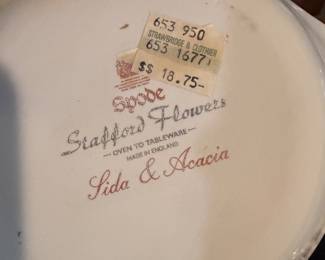 653 950
STRAWBRIDGE & CLOTHIER
653 1677
$$ 18.75-
Spode
Stafford Flowers
— OVEN TO TABLEWARE —
MADE IN ENGLAND
Sida & Acacia